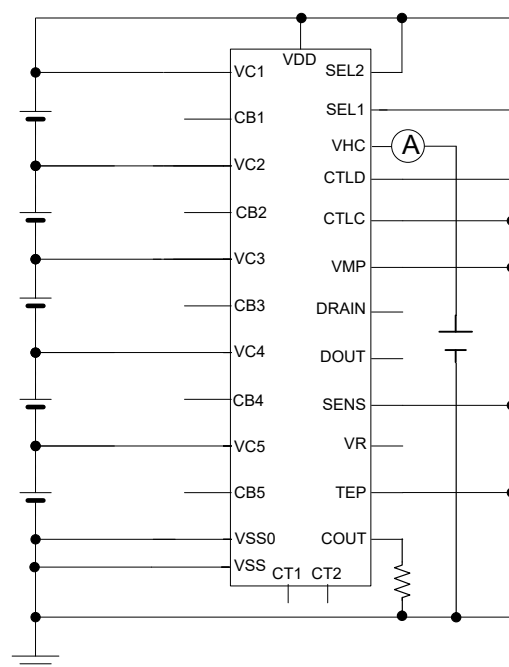 VDD
VC1
SEL2
CB1
SEL1
VHC
A
VC2
CTLD
CB2
CTLC
VC3
VMP
CB3
DRAIN
VC4
DOUT
CB4
SENS
VC5
VR
CB5
TEP
VSS0
COUT
VSS
CT1
CT2